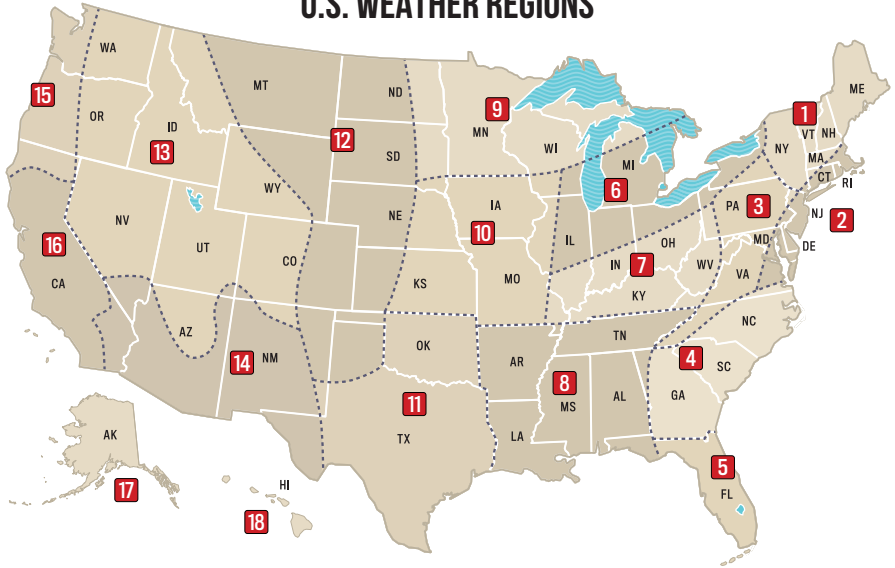 U.S. WEATHER REGIONS
WA
MT
ND
ME
15
OR
ID
9
MN
1
VT
NH
12
13
SD
WI
MI
NY
MA
CT
RI
WY
6
PA
3
NJ
2
NV
NE
IA
10
IL
OH
MD
DE
16
UT
CO
IN
7
WV
VA
CA
KS
MO
KY
AZ
NC
14
NM
OK
TN
AR
4
SC
8
MS
AL
GA
11
TX
LA
AK
5
FL
17
HI
18